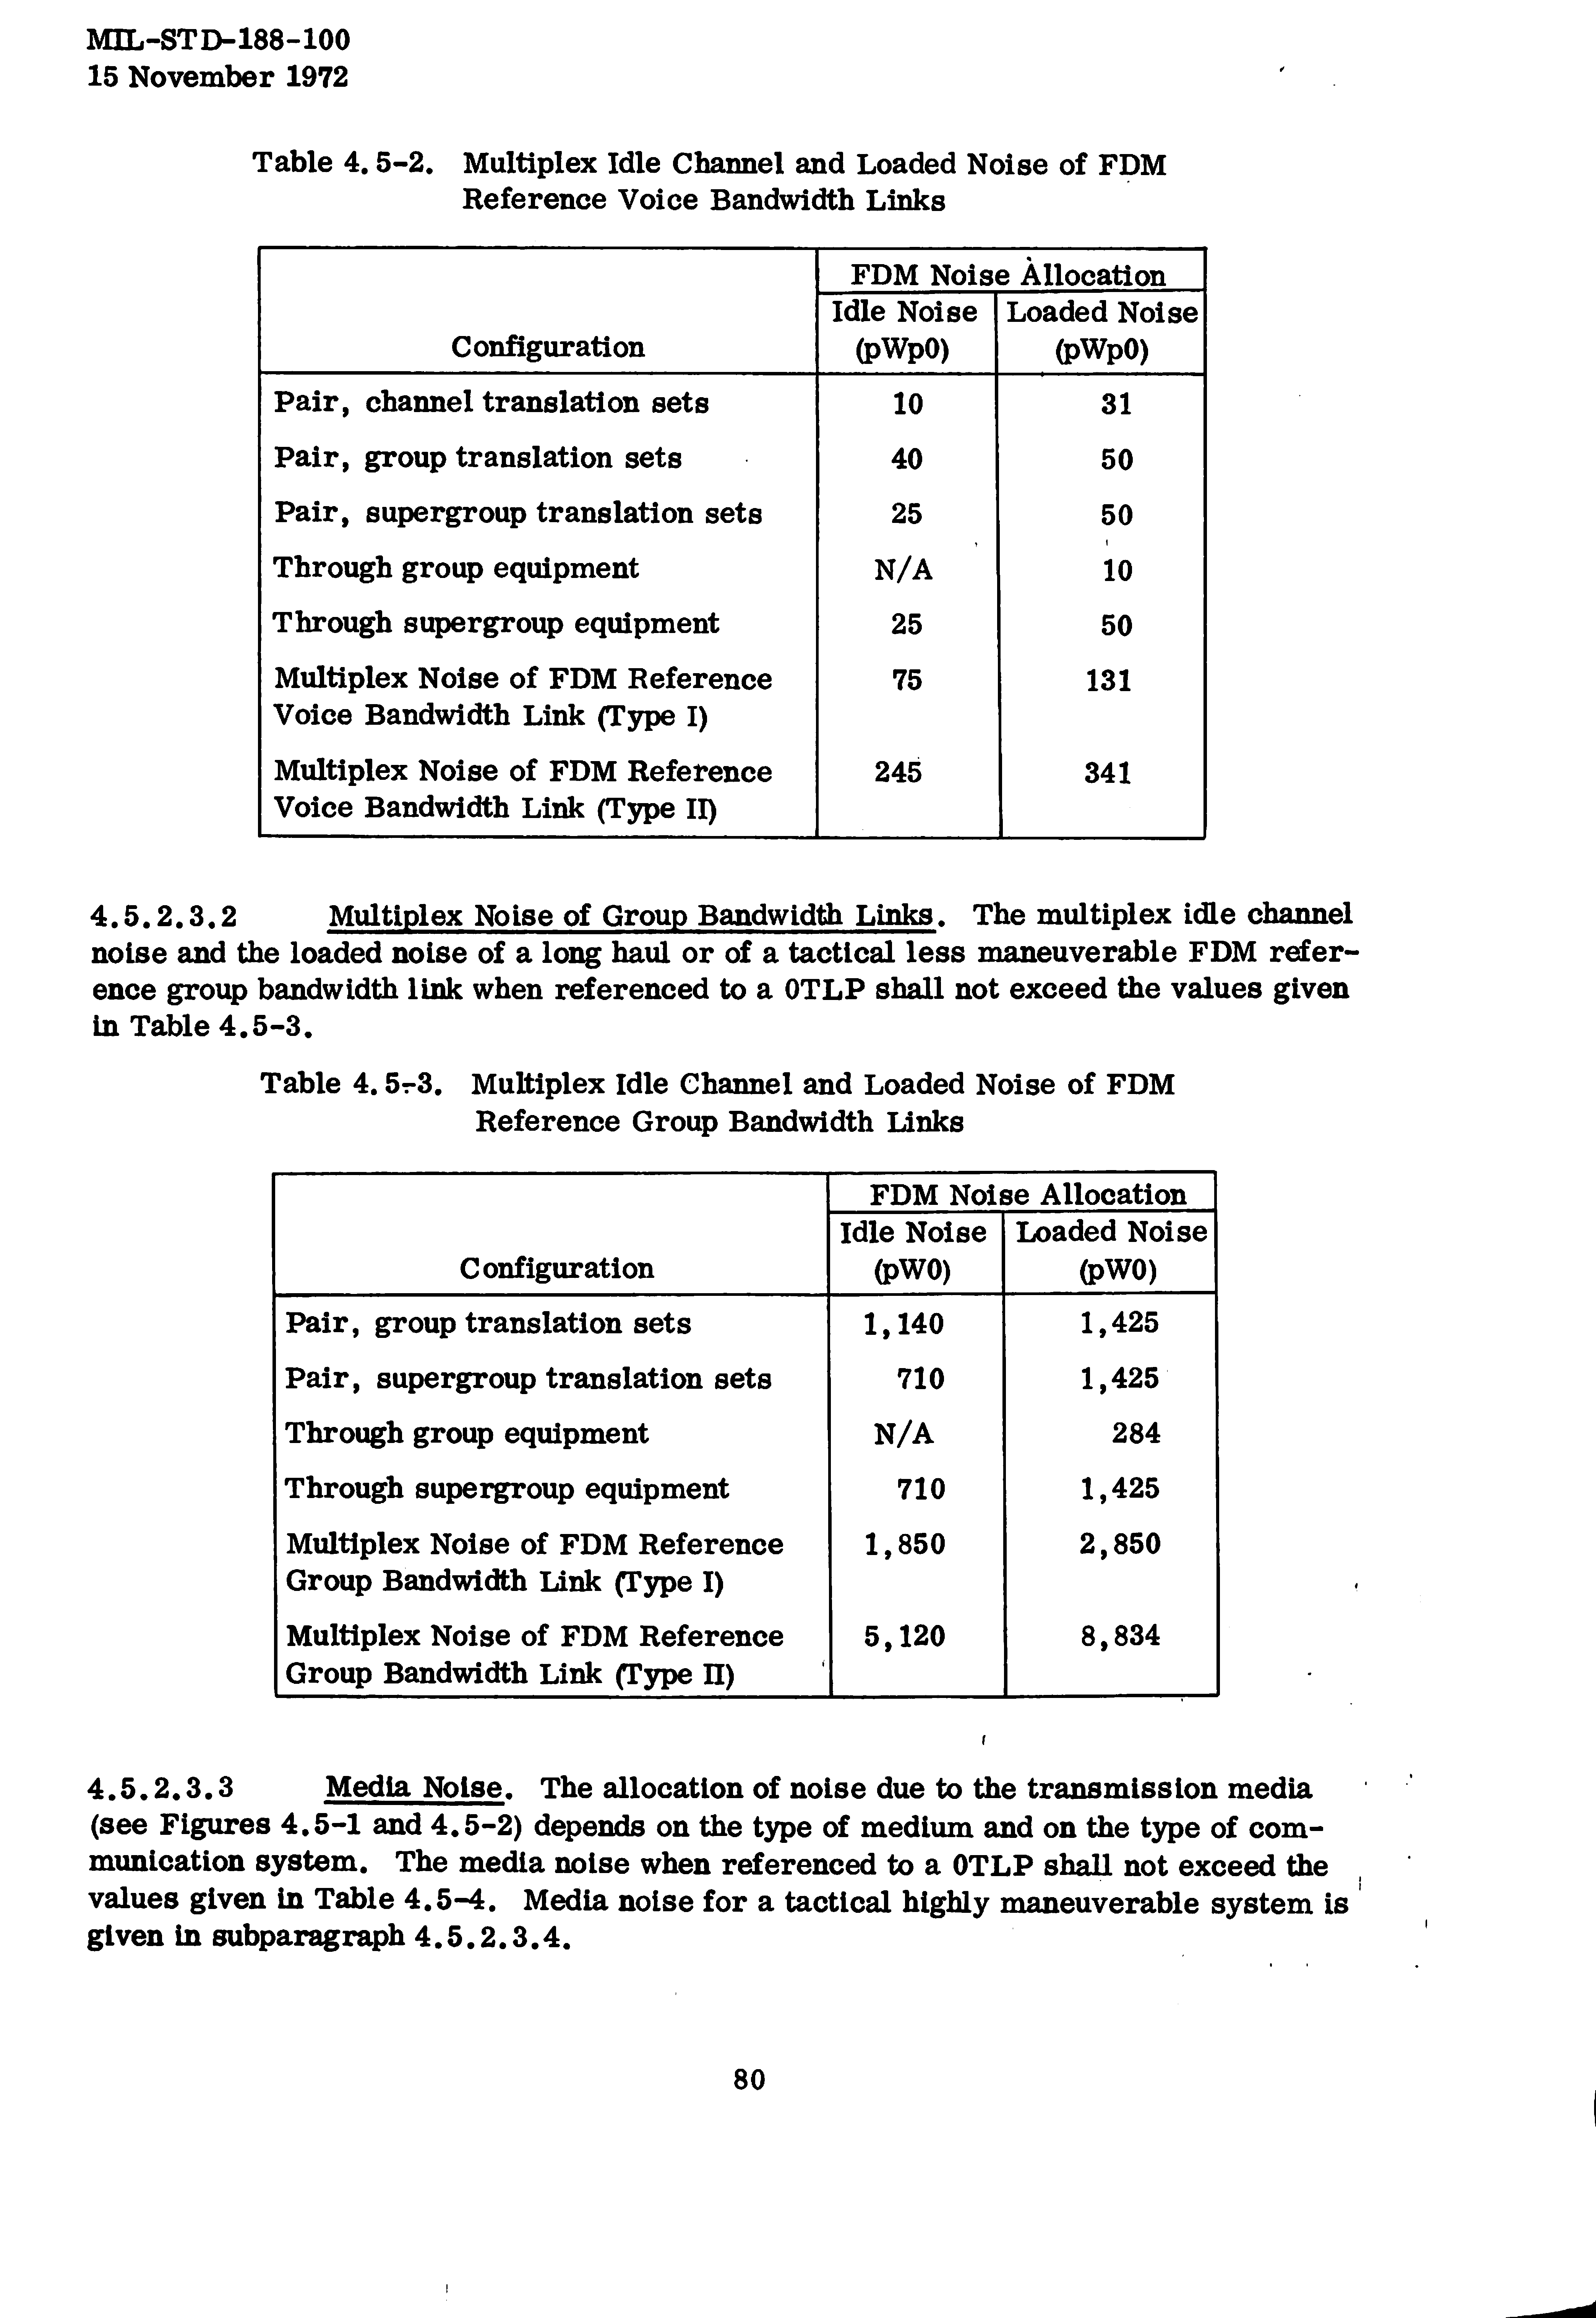 MIL-STD-188-100
15 November 1972
Table 4.5-2. Multiplex Idle Channel and Loaded Noise of FDM
Reference Voice Bandwidth Links
FDM Noise Allocation
Idle Noise Loaded Noise
Configuration (pWp0) (pWp0)
Pair, channel translation sets 10 31
Pair, group translation sets 40 50
Pair, supergroup translation sets 25 50
Through group equipment N/A 10
Through supergroup equipment 25 50
Multiplex Noise of FDM Reference 75 131
Voice Bandwidth Link (Type I)
Multiplex Noise of FDM Reference 245 341
Voice Bandwidth Link (Type II)
4.5.2.3.2 Multiplex Noise of Group Bandwidth Links. The multiplex idle channel
noise and the loaded noise of a long haul or of a tactical less maneuverable FDM refer-
ence group bandwidth link when referenced to a 0TLP shall not exceed the values given
in Table 4.5-3.
Table 4.5-3. Multiplex Idle Channel and Loaded Noise of FDM
Reference Group Bandwidth Links
FDM Noise Allocation
Idle Noise Loaded Noise
Configuration (pW0) (pW0)
Pair, group translation sets 1,140 1,425
Pair, supergroup translation sets 710 1,425
Through group equipment N/A 284
Through supergroup equipment 710 1,425
Multiplex Noise of FDM Reference 1,850 2,850
Group Bandwidth Link (Type I)
Multiplex Noise of FDM Reference 5,120 8,834
Group Bandwidth Link (Type II)
4.5.2.3.3 Media Noise. The allocation of noise due to the transmission media
(see Figures 4.5-1 and 4.5-2) depends on the type of medium and on the type of com-
munication system. The media noise when referenced to a 0TLP shall not exceed the
values given in Table 4.5-4. Media noise for a tactical highly maneuverable system is
given in subparagraph 4.5.2.3.4.
80